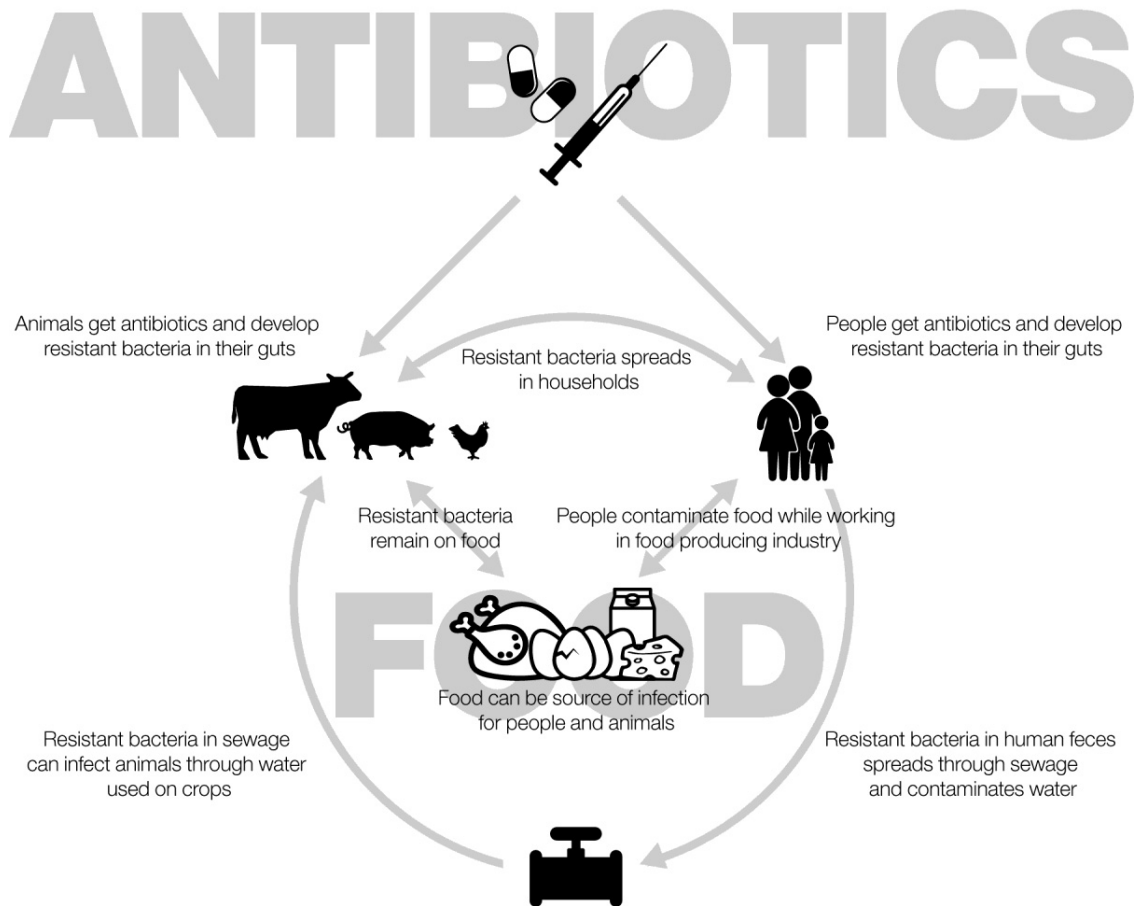 ANTIBIOTICS
Animals get antibiotics and develop
resistant bacteria in their guts
People get antibiotics and develop
resistant bacteria in their guts
Resistant bacteria spreads
in households
Resistant bacteria
remain on food
People contaminate food while working
in food producing industry
FOOD
Food can be source of infection
for people and animals
Resistant bacteria in sewage
can infect animals through water
used on crops
Resistant bacteria in human feces
spreads through sewage
and contaminates water